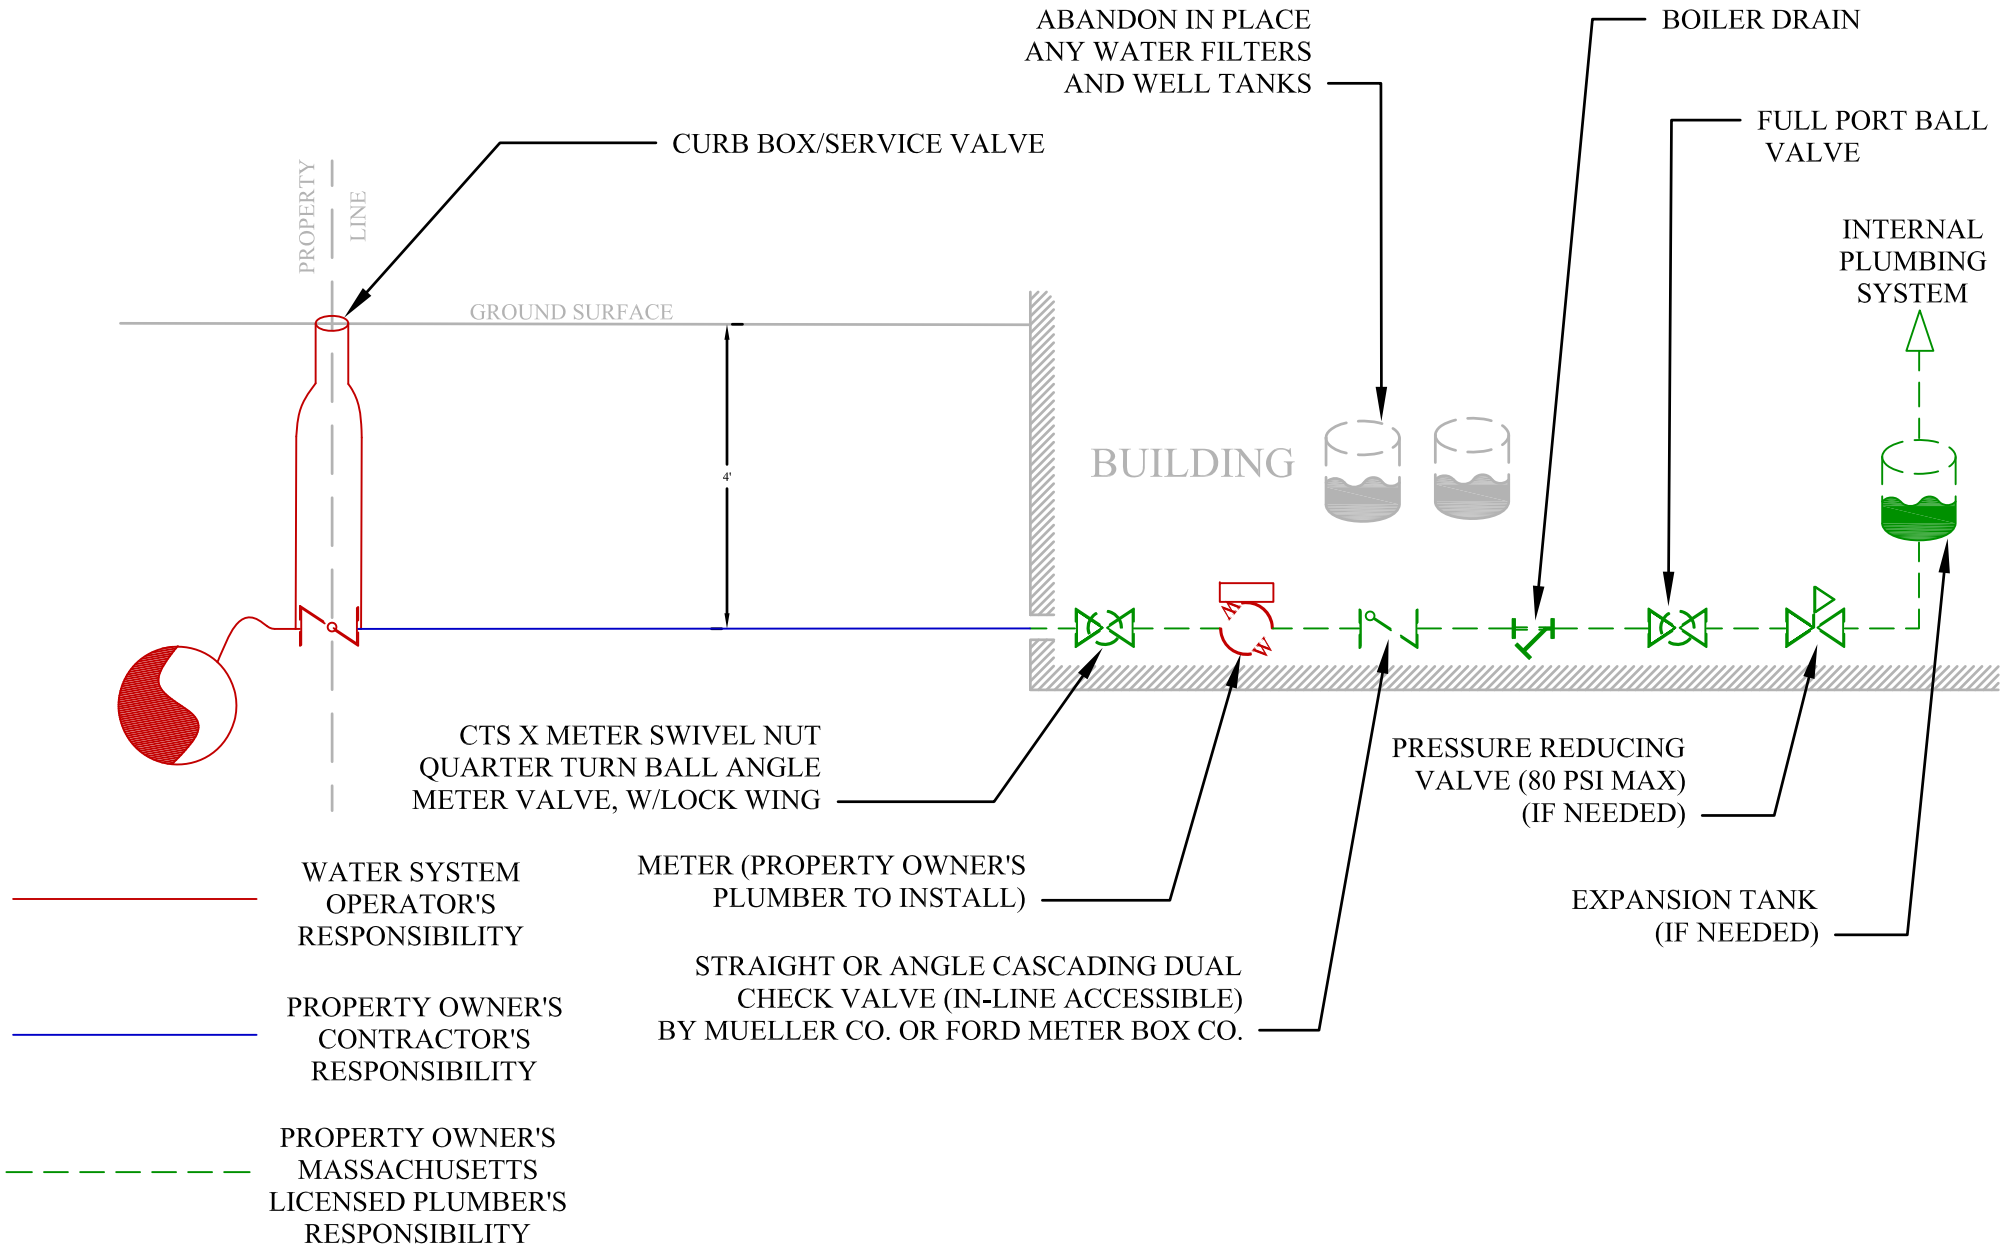 ABANDON IN PLACE
ANY WATER FILTERS
AND WELL TANKS
BOILER DRAIN
FULL PORT BALL
VALVE
CURB BOX/SERVICE VALVE
PROPERTY
LINE
INTERNAL
PLUMBING
SYSTEM
GROUND SURFACE
4'
BUILDING
M
W
CTS X METER SWIVEL NUT
QUARTER TURN BALL ANGLE
METER VALVE, W/LOCK WING
PRESSURE REDUCING
VALVE (80 PSI MAX)
(IF NEEDED)
METER (PROPERTY OWNER'S
PLUMBER TO INSTALL)
EXPANSION TANK
(IF NEEDED)
STRAIGHT OR ANGLE CASCADING DUAL
CHECK VALVE (IN-LINE ACCESSIBLE)
BY MUELLER CO. OR FORD METER BOX CO.
WATER SYSTEM
OPERATOR'S
RESPONSIBILITY
PROPERTY OWNER'S
CONTRACTOR'S
RESPONSIBILITY
PROPERTY OWNER'S
MASSACHUSETTS
LICENSED PLUMBER'S
RESPONSIBILITY